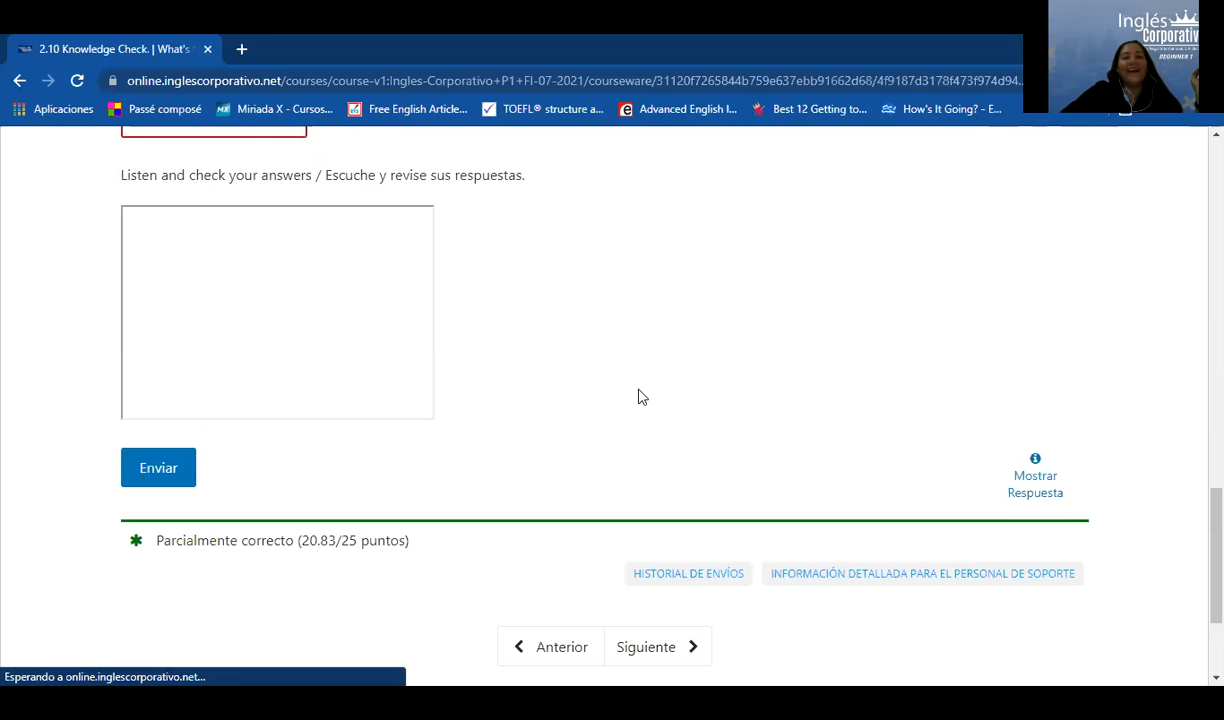 Inglés
Corporativo
BEGINNER 1
2.10 Knowledge Check. | What's
online.inglescorporativo.net/courses/course-v1:Ingles-Corporativo+P1+FI-07-2021/courseware/31120f7265844b759e637ebb91662d68/4f9187d3178f473f974d94...
Aplicaciones Passé composé Miriada X - Cursos... Free English Article... TOEFL® structure a... Advanced English I... Best 12 Getting to... How's It Going? - E...
Listen and check your answers / Escuche y revise sus respuestas.
Enviar
Mostrar
Respuesta
Parcialmente correcto (20.83/25 puntos)
HISTORIAL DE ENVÍOS INFORMACIÓN DETALLADA PARA EL PERSONAL DE SOPORTE
Anterior Siguiente
Esperando a online.inglescorporativo.net...